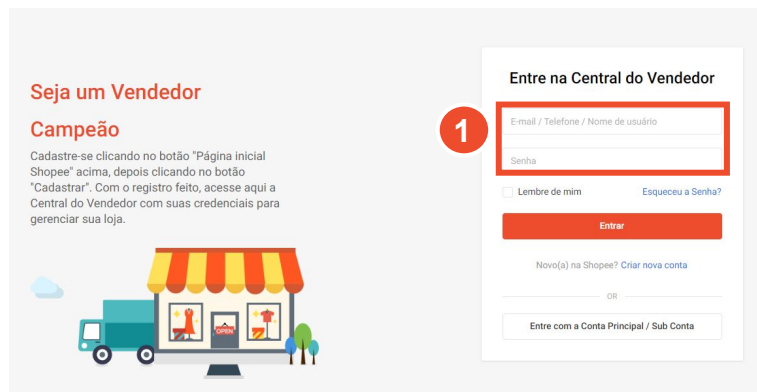 Seja um Vendedor
Campeão
Cadastre-se clicando no botão "Página inicial
Shopee" acima, depois clicando no botão
"Cadastrar". Com o registro feito, acesse aqui a
Central do Vendedor com suas credenciais para
gerenciar sua loja.
OPEN
1
Entre na Central do Vendedor
E-mail / Telefone / Nome de usuário
Senha
Lembre de mim
Esqueceu a Senha?
Entrar
Novo(a) na Shopee? Criar nova conta
OR
Entre com a Conta Principal / Sub Conta